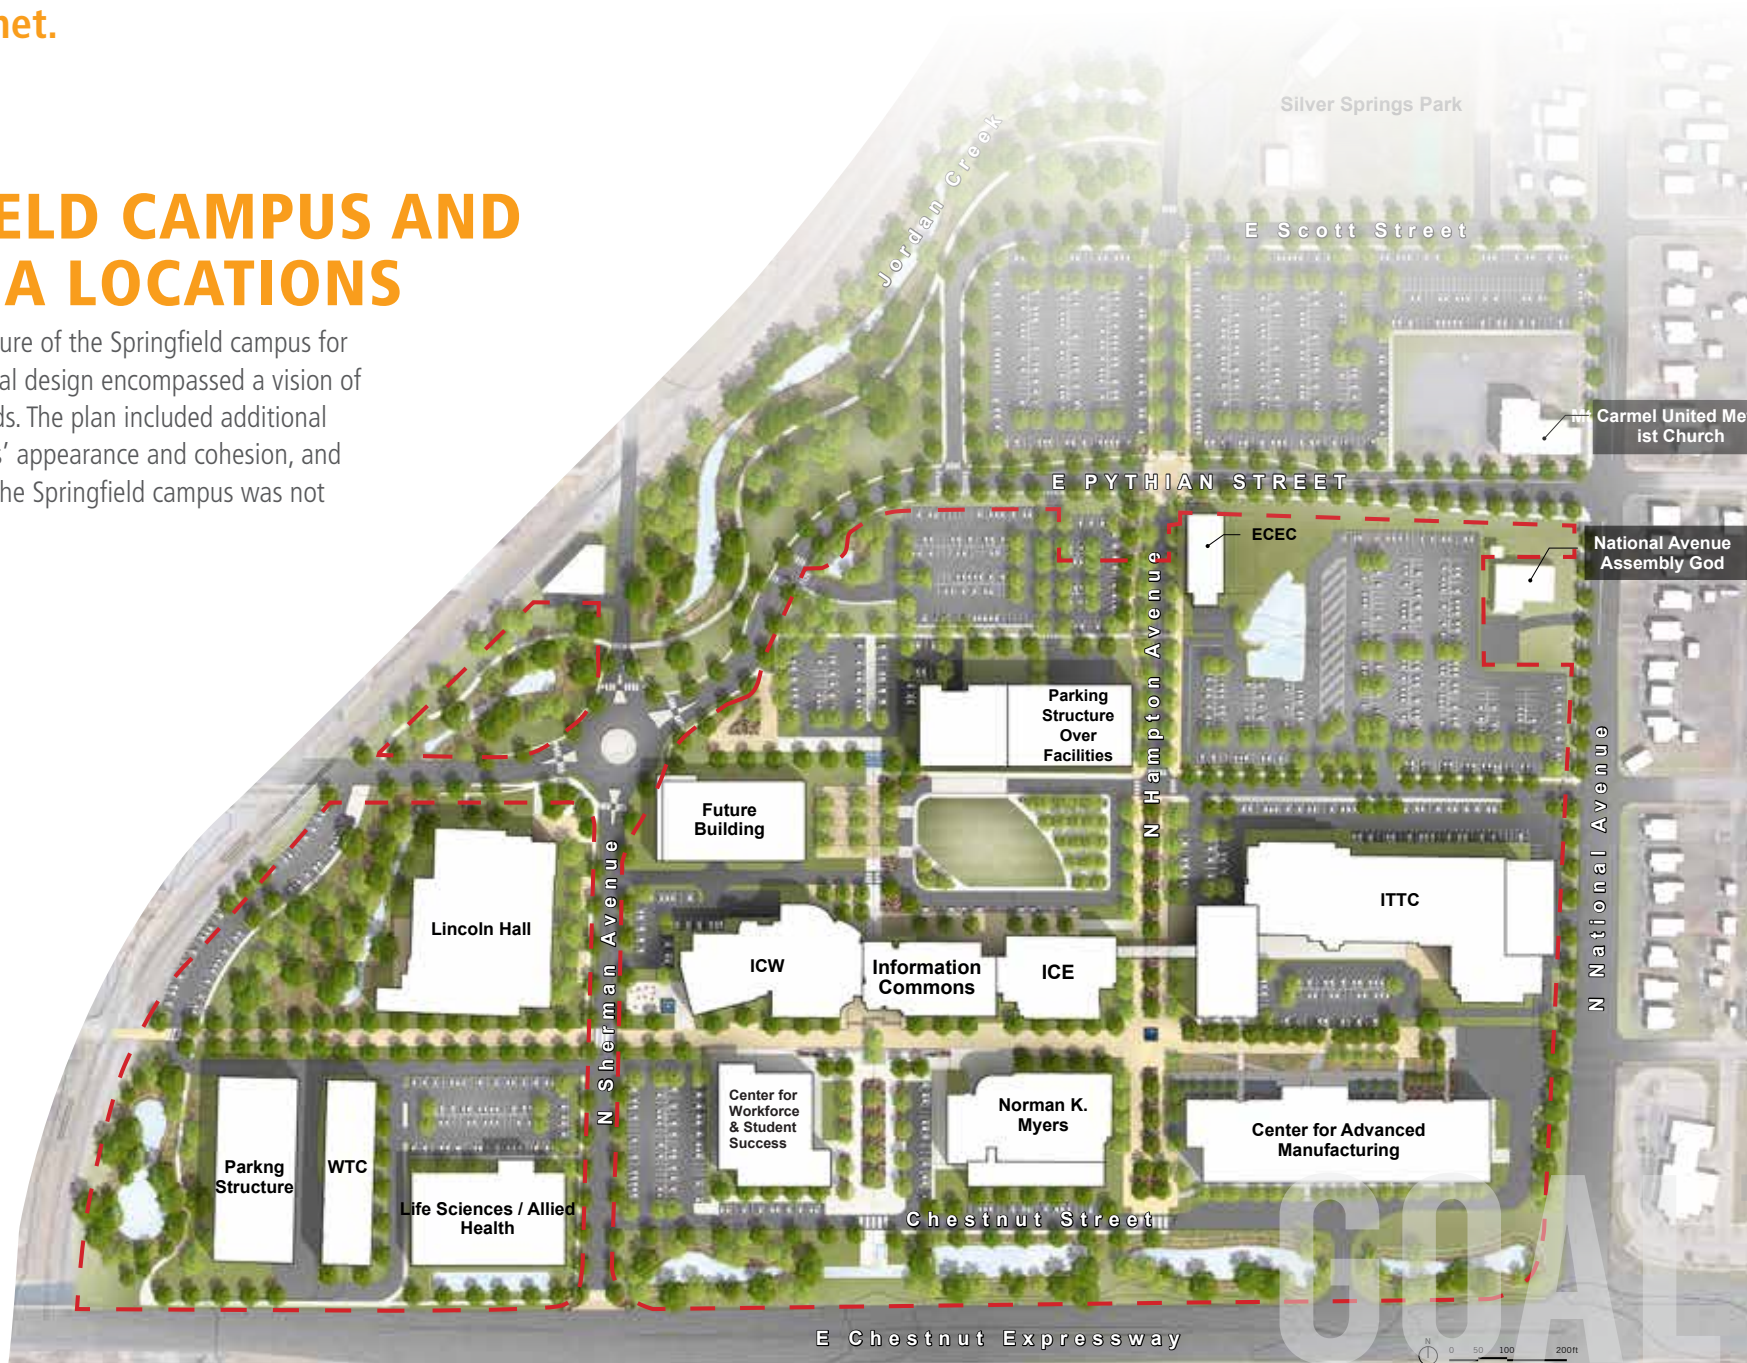 net.
ELD CAMPUS AND
A LOCATIONS
ure of the Springfield campus for
al design encompassed a vision of
ds. The plan included additional
s’ appearance and cohesion, and
he Springfield campus was not
Silver Springs Park
Jordan Creek
E Scott Street
Mt Carmel United Me
ist Church
E PYTHIAN STREET
ECEC
National Avenue
Assembly God
N Hampton Avenue
Parking
Structure
Over
Facilities
N National Avenue
Future
Building
Lincoln Hall
N Sherman Avenue
ICW
Information
Commons
ICE
ITTC
Center for
Workforce
& Student
Success
Norman K.
Myers
Center for Advanced
Manufacturing
Parkng
Structure
WTC
Life Sciences / Allied
Health
Chestnut Street
GOAL
E Chestnut Expressway
N
0 50 100 200ft